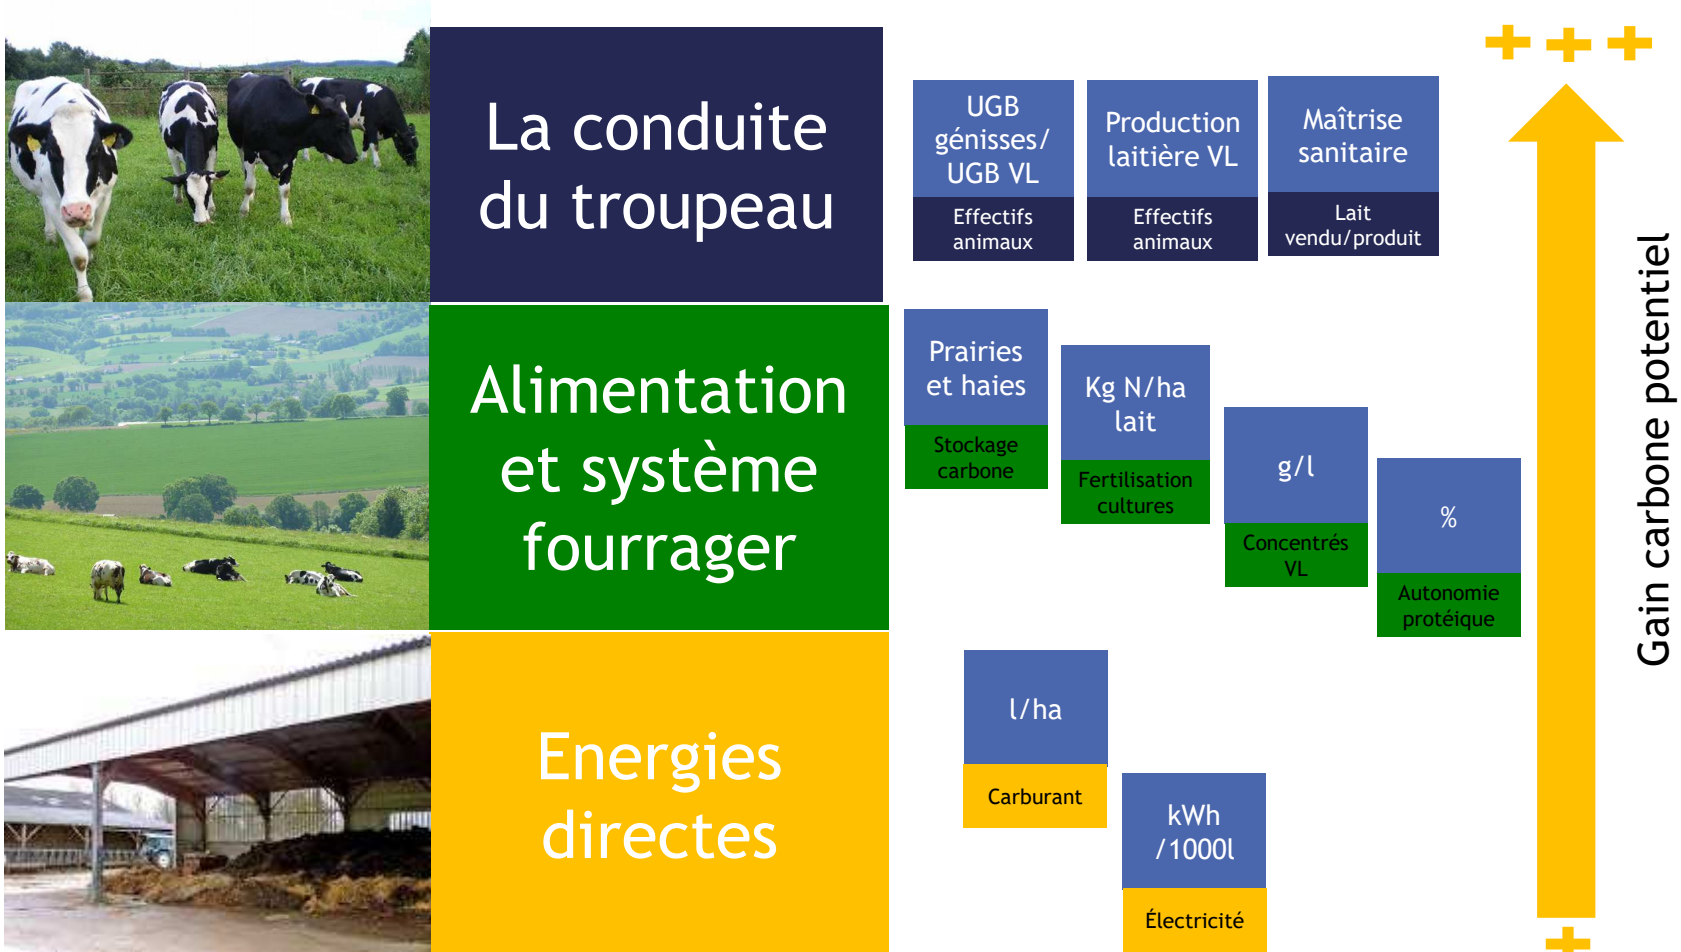 La conduite
du troupeau
UGB
génisses/
UGB VL
Effectifs
animaux
Production
laitière VL
Effectifs
animaux
Maîtrise
sanitaire
Lait
vendu/produit
+ + +
Gain carbone potentiel
Alimentation
et système
fourrager
Prairies
et haies
Stockage
carbone
Kg N/ha
lait
Fertilisation
cultures
g/l
Concentrés
VL
%
Autonomie
protéique
Energies
directes
l/ha
Carburant
kWh
/1000l
Électricité
+